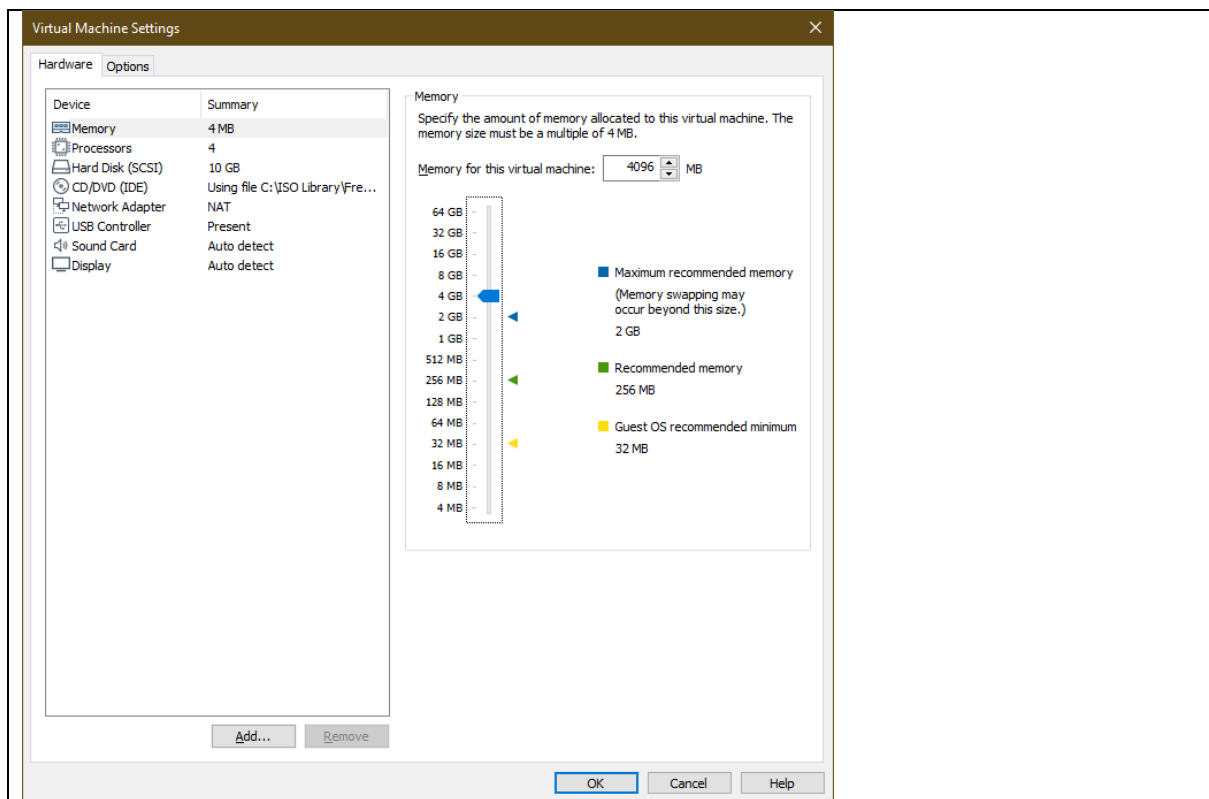 Virtual Machine Settings
Hardware Options
Device Summary
Memory 4 MB
Processors 4
Hard Disk (SCSI) 10 GB
CD/DVD (IDE) Using file C:\ISO Library\Fre...
Network Adapter NAT
USB Controller Present
Sound Card Auto detect
Display Auto detect
Add... Remove
Memory
Specify the amount of memory allocated to this virtual machine. The
memory size must be a multiple of 4 MB.
Memory for this virtual machine: 4096 MB
64 GB
32 GB
16 GB
8 GB
4 GB
2 GB
1 GB
512 MB
256 MB
128 MB
64 MB
32 MB
16 MB
8 MB
4 MB
Maximum recommended memory
(Memory swapping may
occur beyond this size.)
2 GB
Recommended memory
256 MB
Guest OS recommended minimum
32 MB
OK Cancel Help